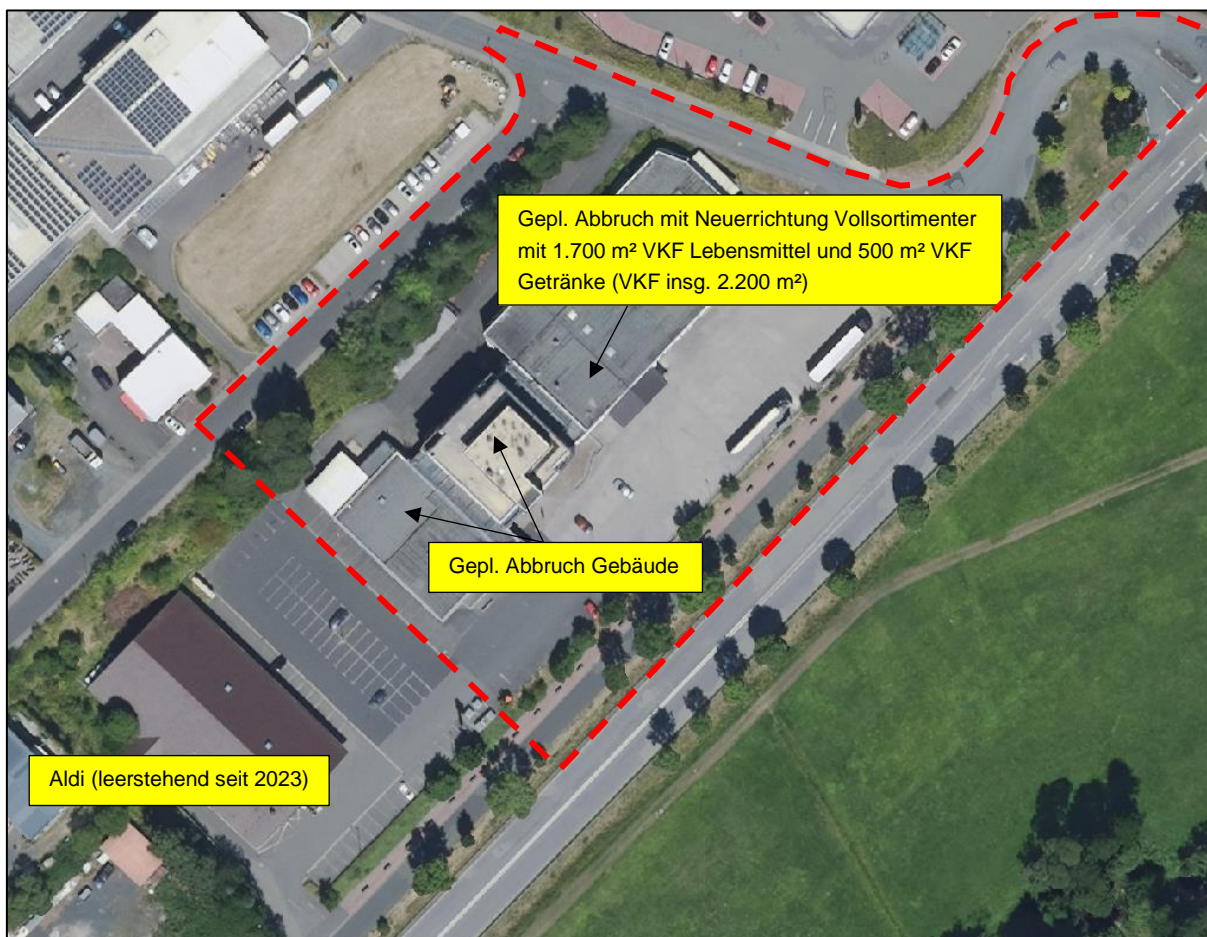 Gepl. Abbruch mit Neuerrichtung Vollsortimenter
mit 1.700 m² VKF Lebensmittel und 500 m² VKF
Getränke (VKF insg. 2.200 m²)
Gepl. Abbruch Gebäude
Aldi (leerstehend seit 2023)